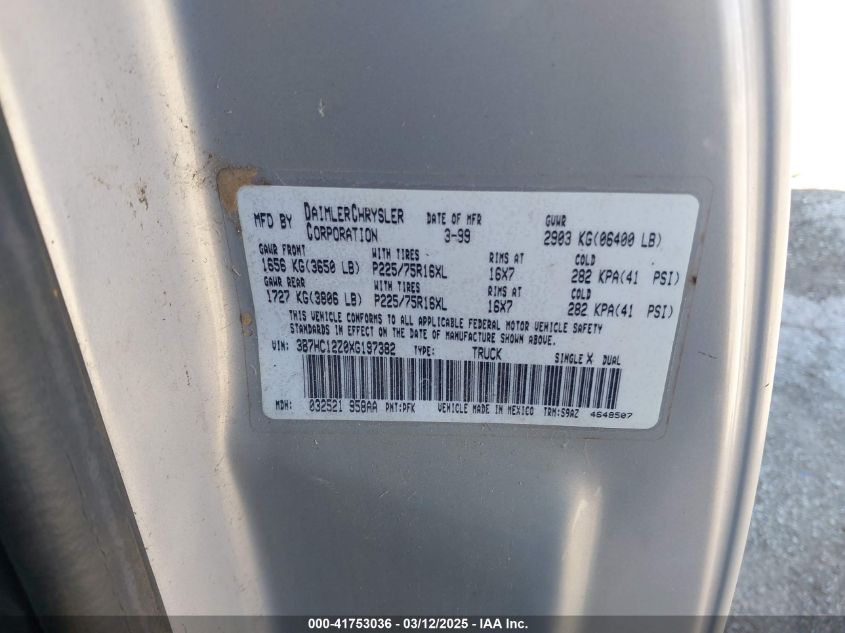 MFD BY DAIMLERCHRYSLER CORPORATION DATE OF MFR 3-99 GVWR 2903 KG(06400 LB)
GAWR FRONT WITH TIRES RIMS AT COLD
1656 KG(3650 LB) P225/75R16XL 16X7 282 KPA(41 PSI)
GAWR REAR WITH TIRES RIMS AT COLD
1727 KG(3806 LB) P225/75R16XL 16X7 282 KPA(41 PSI)
THIS VEHICLE CONFORMS TO ALL APPLICABLE FEDERAL MOTOR VEHICLE SAFETY
STANDARDS IN EFFECT ON THE DATE OF MANUFACTURE SHOWN ABOVE.
VIN: 3B7HC12Z0XG197382 TYPE: TRUCK SINGLE X DUAL
MDH: 032521 958AA PNT:PFK VEHICLE MADE IN MEXICO TRM:S9AZ 4648507
000-41753036 - 03/12/2025 - IAA Inc.